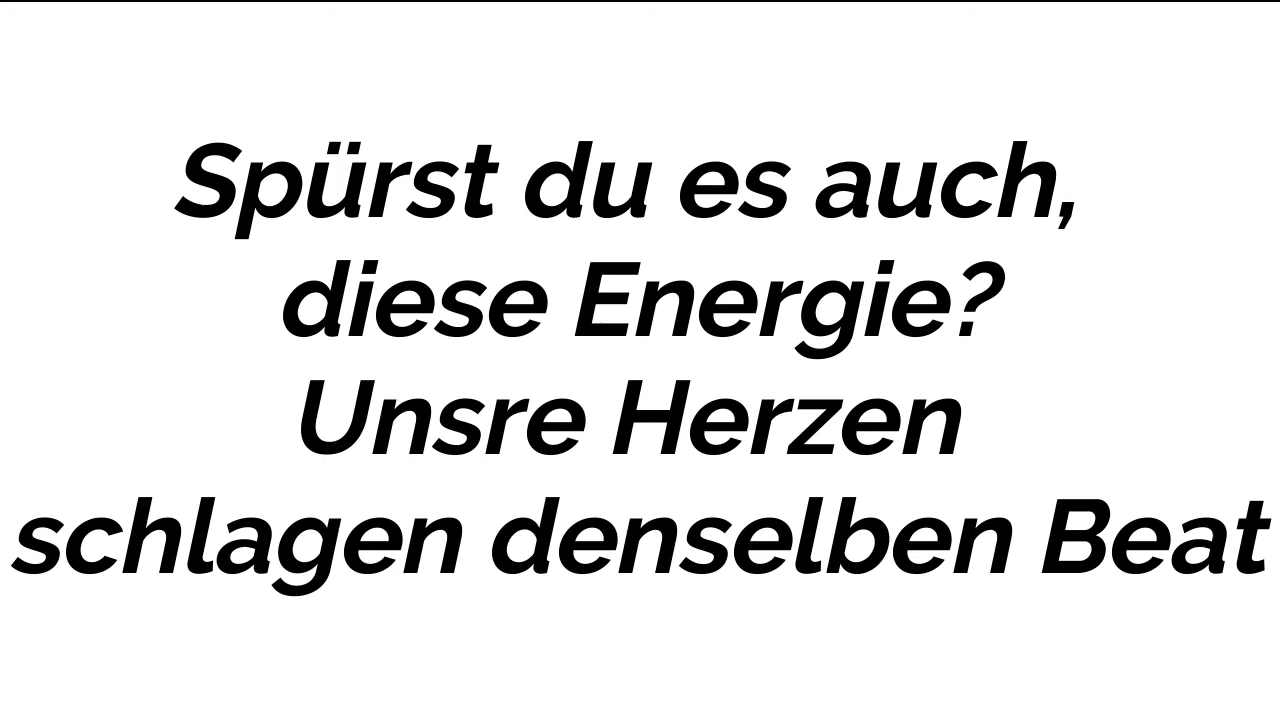 Spürst du es auch,
diese Energie?
Unsre Herzen
schlagen denselben Beat